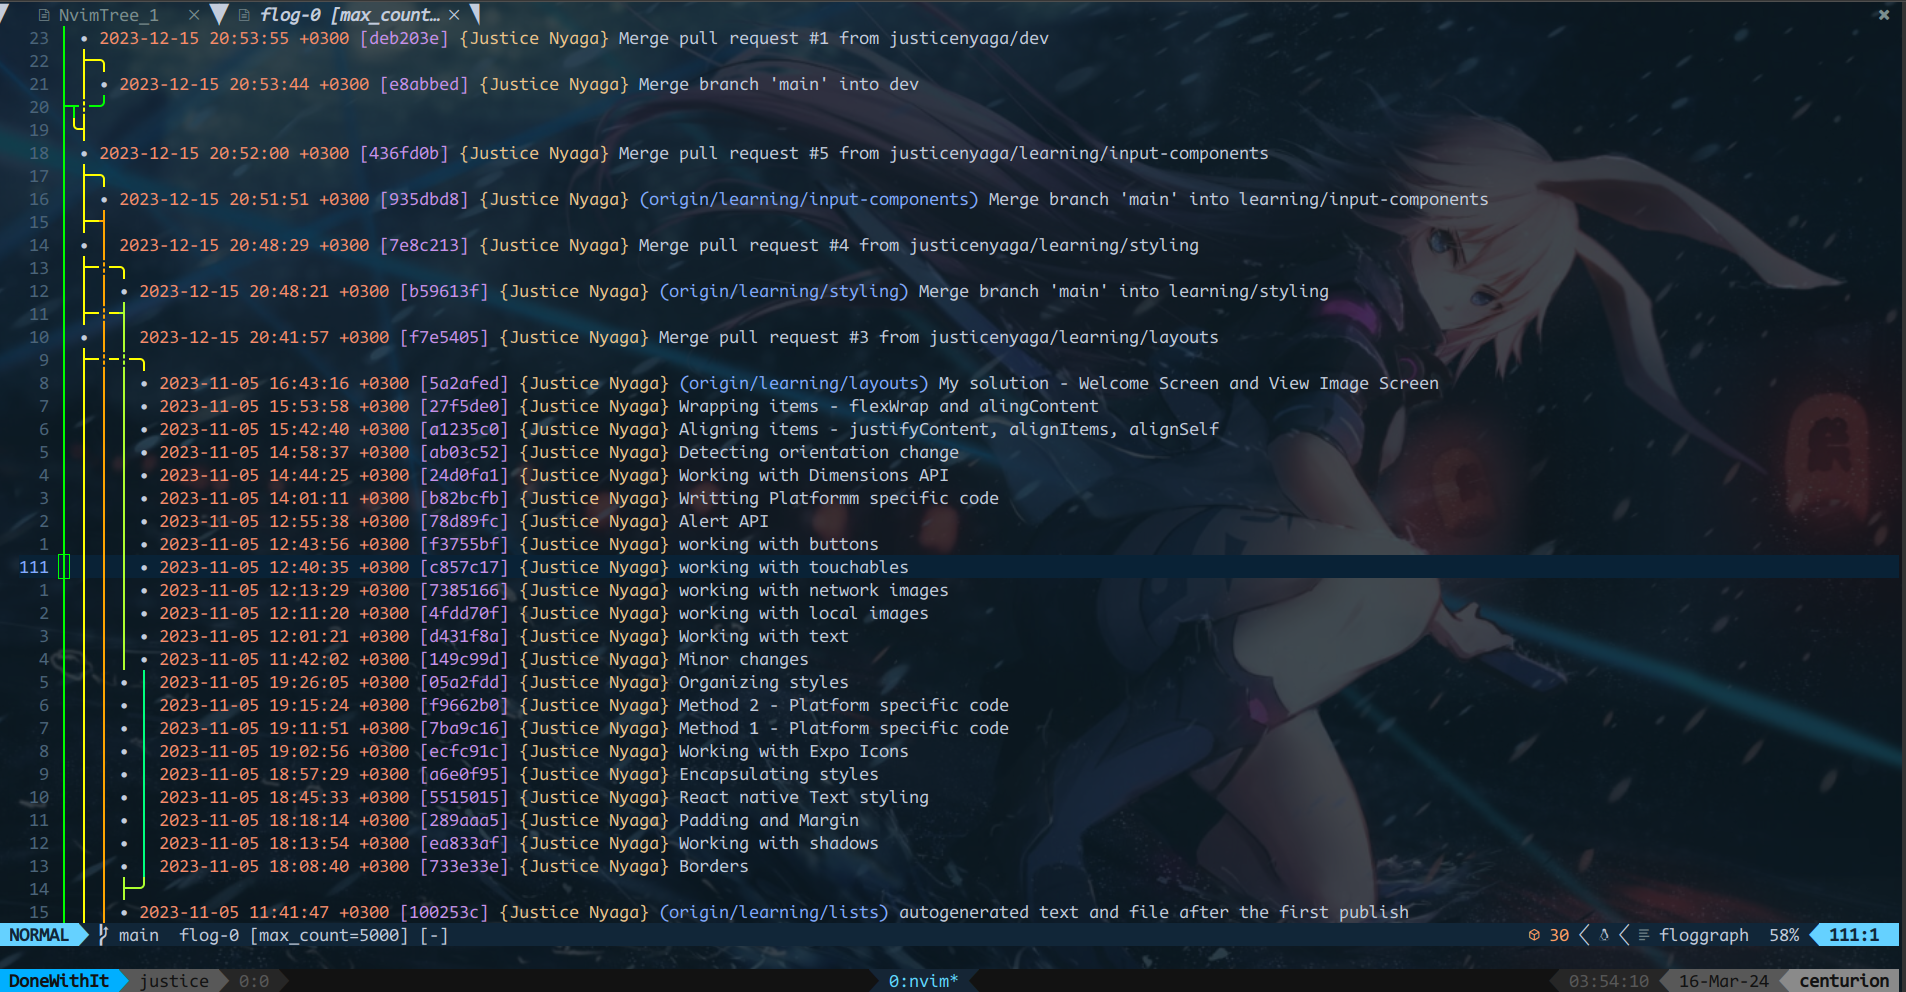 NvimTree_1 × flog-0 [max_count… ×
23 • 2023-12-15 20:53:55 +0300 [deb203e] {Justice Nyaga} Merge pull request #1 from justicenyaga/dev
22
21 • 2023-12-15 20:53:44 +0300 [e8abbed] {Justice Nyaga} Merge branch 'main' into dev
20
19
18 • 2023-12-15 20:52:00 +0300 [436fd0b] {Justice Nyaga} Merge pull request #5 from justicenyaga/learning/input-components
17
16 • 2023-12-15 20:51:51 +0300 [935dbd8] {Justice Nyaga} (origin/learning/input-components) Merge branch 'main' into learning/input-components
15
14 • 2023-12-15 20:48:29 +0300 [7e8c213] {Justice Nyaga} Merge pull request #4 from justicenyaga/learning/styling
13
12 • 2023-12-15 20:48:21 +0300 [b59613f] {Justice Nyaga} (origin/learning/styling) Merge branch 'main' into learning/styling
11
10 • 2023-12-15 20:41:57 +0300 [f7e5405] {Justice Nyaga} Merge pull request #3 from justicenyaga/learning/layouts
9
8 • 2023-11-05 16:43:16 +0300 [5a2afed] {Justice Nyaga} (origin/learning/layouts) My solution - Welcome Screen and View Image Screen
7 • 2023-11-05 15:53:58 +0300 [27f5de0] {Justice Nyaga} Wrapping items - flexWrap and alingContent
6 • 2023-11-05 15:42:40 +0300 [a1235c0] {Justice Nyaga} Aligning items - justifyContent, alignItems, alignSelf
5 • 2023-11-05 14:58:37 +0300 [ab03c52] {Justice Nyaga} Detecting orientation change
4 • 2023-11-05 14:44:25 +0300 [24d0fa1] {Justice Nyaga} Working with Dimensions API
3 • 2023-11-05 14:01:11 +0300 [b82bcfb] {Justice Nyaga} Writting Platformm specific code
2 • 2023-11-05 12:55:38 +0300 [78d89fc] {Justice Nyaga} Alert API
1 • 2023-11-05 12:43:56 +0300 [f3755bf] {Justice Nyaga} working with buttons
111 • 2023-11-05 12:40:35 +0300 [c857c17] {Justice Nyaga} working with touchables
1 • 2023-11-05 12:13:29 +0300 [7385166] {Justice Nyaga} working with network images
2 • 2023-11-05 12:11:20 +0300 [4fdd70f] {Justice Nyaga} working with local images
3 • 2023-11-05 12:01:21 +0300 [d431f8a] {Justice Nyaga} Working with text
4 • 2023-11-05 11:42:02 +0300 [149c99d] {Justice Nyaga} Minor changes
5 • 2023-11-05 19:26:05 +0300 [05a2fdd] {Justice Nyaga} Organizing styles
6 • 2023-11-05 19:15:24 +0300 [f9662b0] {Justice Nyaga} Method 2 - Platform specific code
7 • 2023-11-05 19:11:51 +0300 [7ba9c16] {Justice Nyaga} Method 1 - Platform specific code
8 • 2023-11-05 19:02:56 +0300 [ecfc91c] {Justice Nyaga} Working with Expo Icons
9 • 2023-11-05 18:57:29 +0300 [a6e0f95] {Justice Nyaga} Encapsulating styles
10 • 2023-11-05 18:45:33 +0300 [5515015] {Justice Nyaga} React native Text styling
11 • 2023-11-05 18:18:14 +0300 [289aaa5] {Justice Nyaga} Padding and Margin
12 • 2023-11-05 18:13:54 +0300 [ea833af] {Justice Nyaga} Working with shadows
13 • 2023-11-05 18:08:40 +0300 [733e33e] {Justice Nyaga} Borders
14
15 • 2023-11-05 11:41:47 +0300 [100253c] {Justice Nyaga} (origin/learning/lists) autogenerated text and file after the first publish
NORMAL main flog-0 [max_count=5000] [-] 30 floggraph 58% 111:1
DoneWithIt justice 0:0 0:nvim* 03:54:10 16-Mar-24 centurion